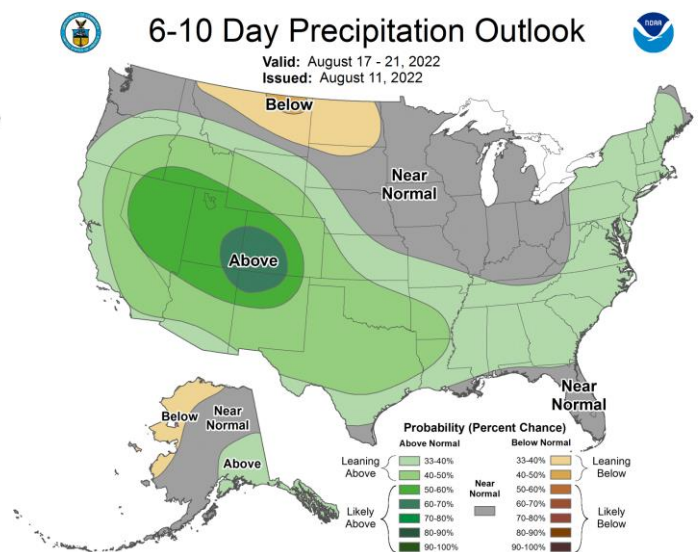 6-10 Day Precipitation Outlook
Valid: August 17 - 21, 2022
Issued: August 11, 2022
NOAA
Below
Near
Normal
Above
Near
Normal
Below
Near
Normal
Above
Probability (Percent Chance)
Above Normal
Below Normal
Leaning
Above
33-40%
40-50%
Likely
Above
50-60%
60-70%
70-80%
80-90%
90-100%
Near
Normal
33-40%
40-50%
Leaning
Below
50-60%
60-70%
70-80%
80-90%
90-100%
Likely
Below